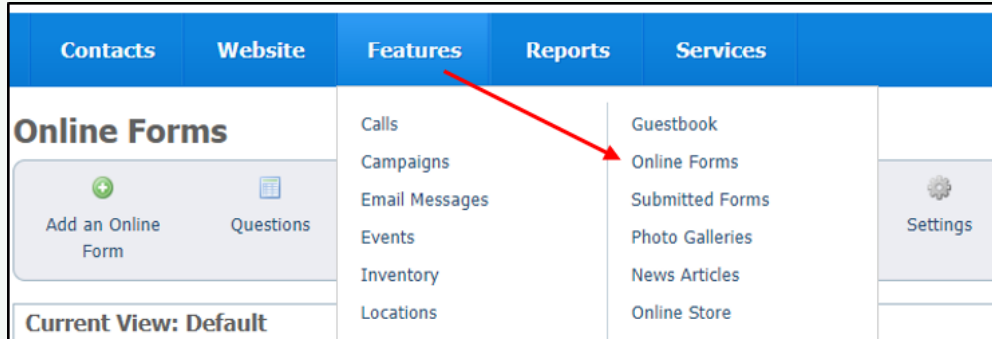 Contacts Website Features Reports Services
Online Forms
Add an Online
Form
Questions
Settings
Calls
Campaigns
Email Messages
Events
Inventory
Locations
Guestbook
Online Forms
Submitted Forms
Photo Galleries
News Articles
Online Store
Current View: Default